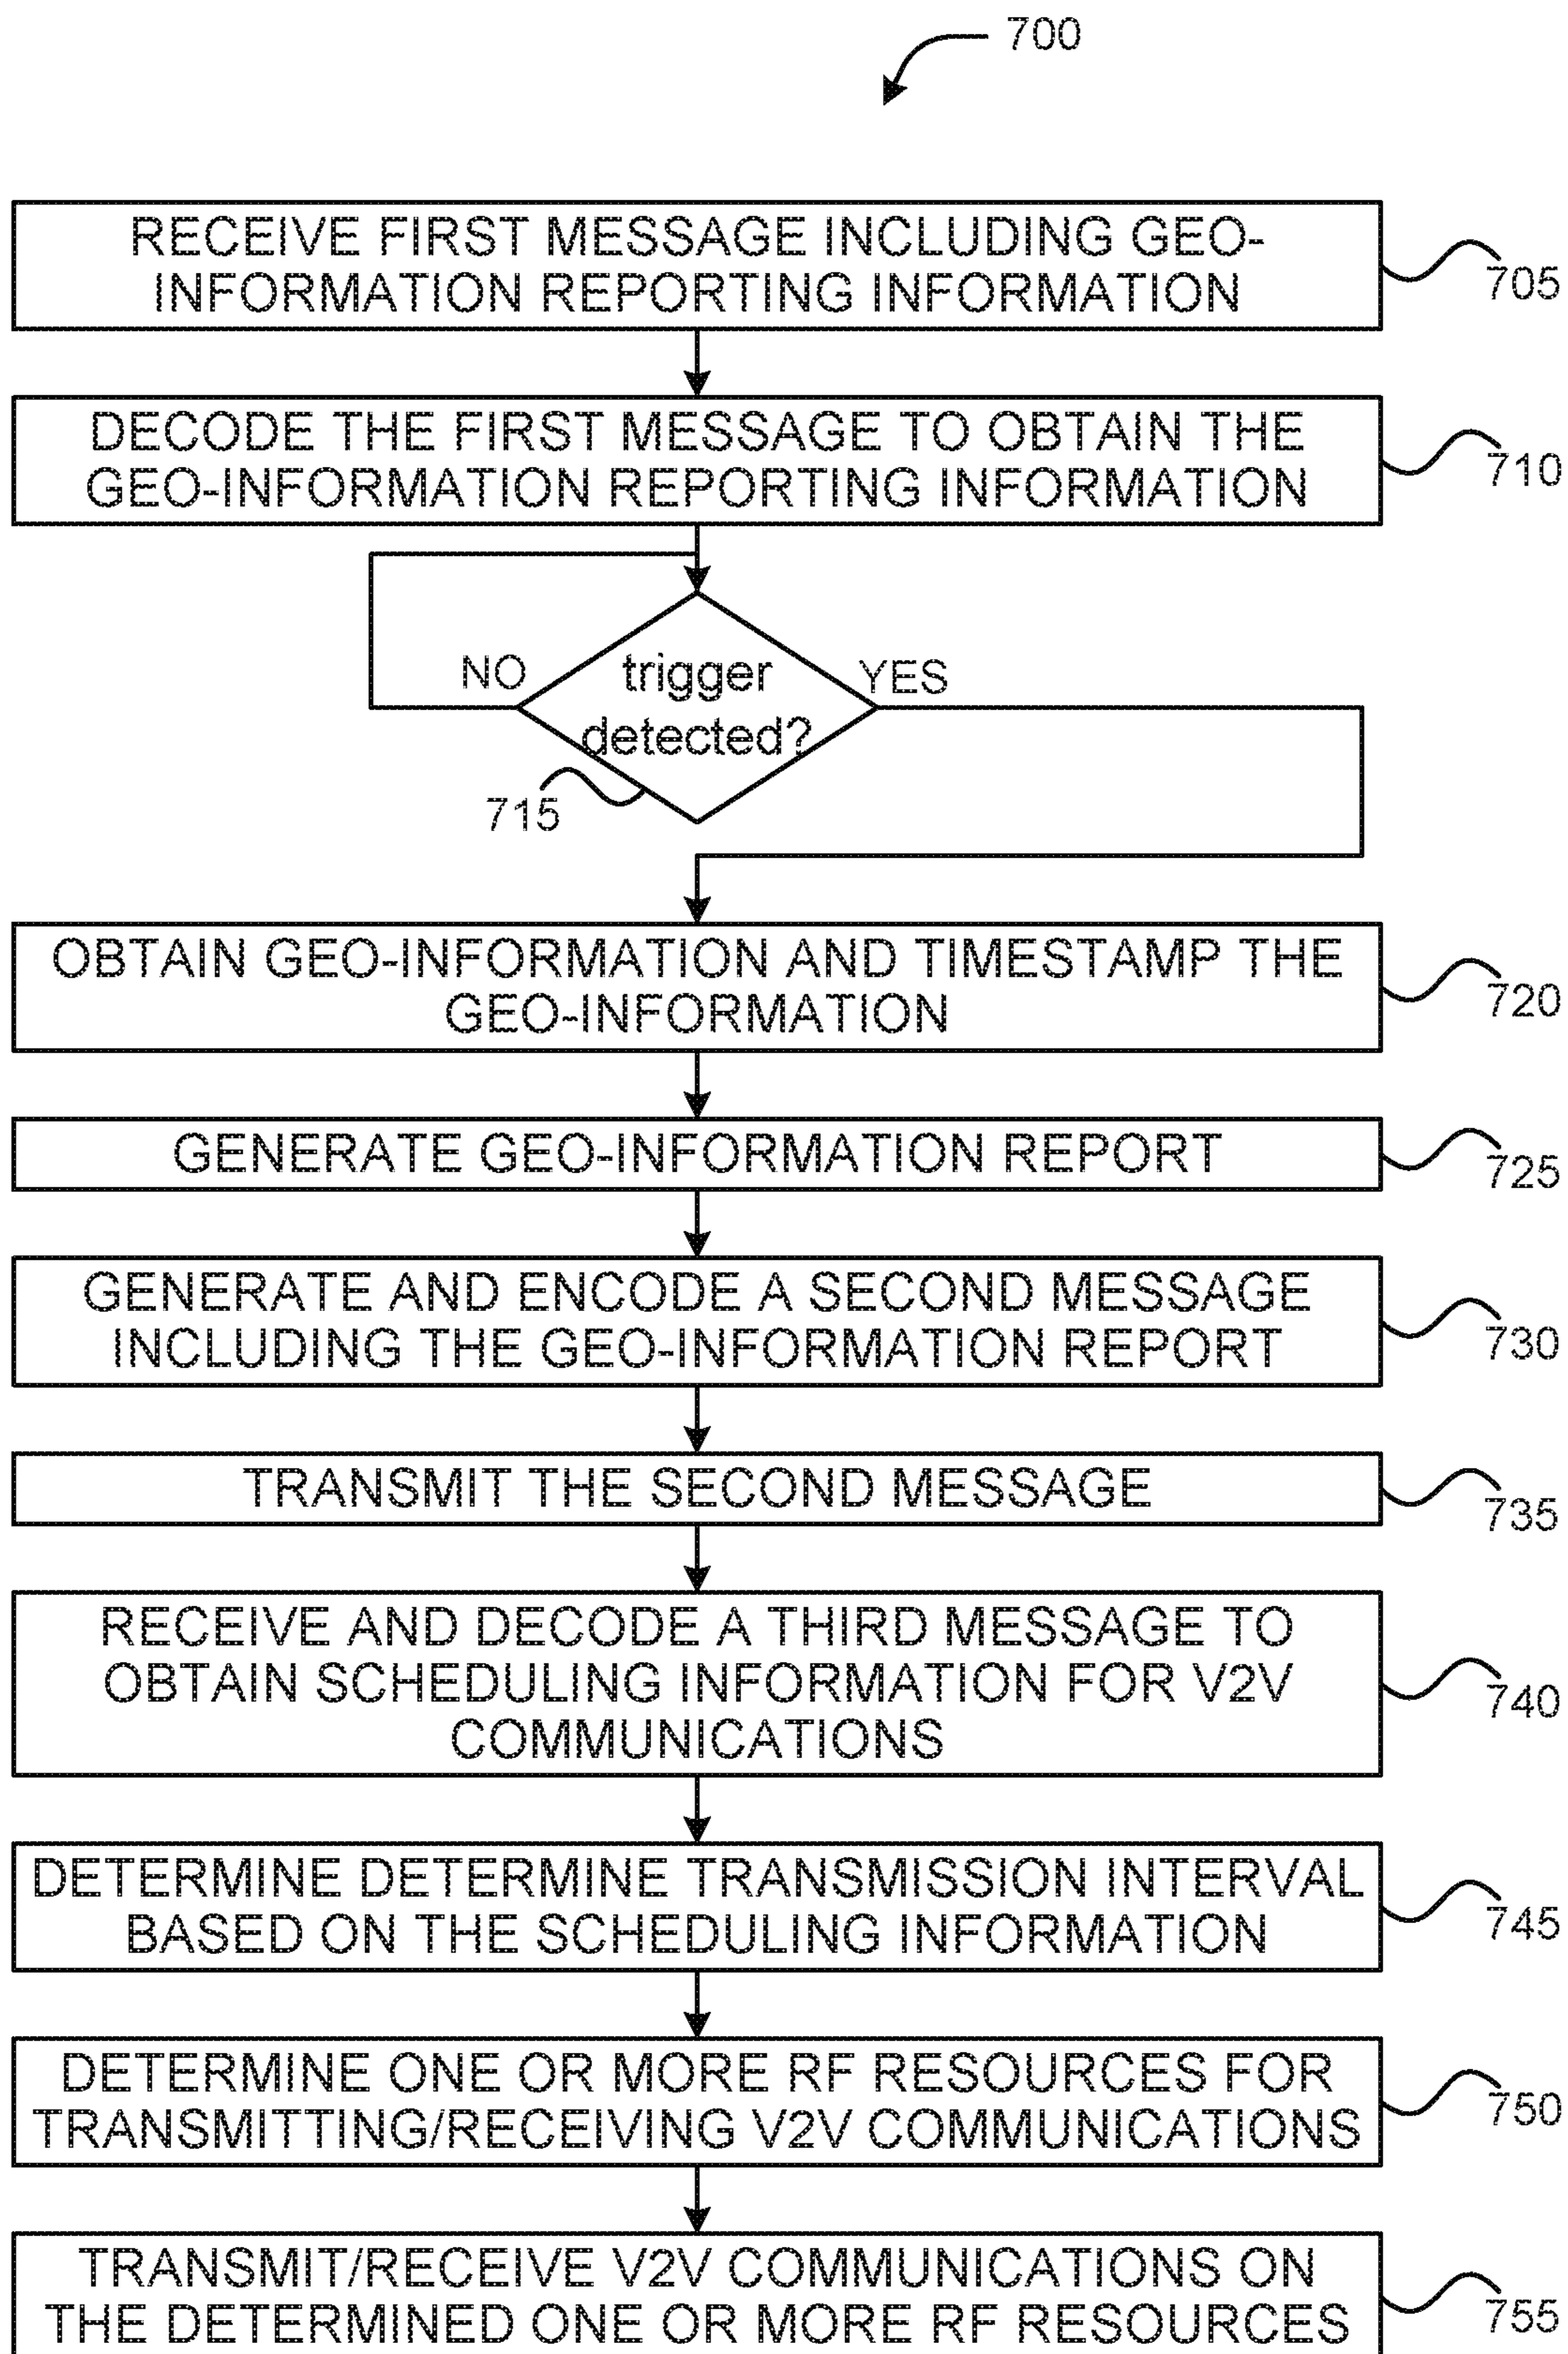 700
RECEIVE FIRST MESSAGE INCLUDING GEO-
INFORMATION REPORTING INFORMATION
705
DECODE THE FIRST MESSAGE TO OBTAIN THE
GEO-INFORMATION REPORTING INFORMATION
710
NO
trigger
detected?
YES
715
OBTAIN GEO-INFORMATION AND TIMESTAMP THE
GEO-INFORMATION
720
GENERATE GEO-INFORMATION REPORT
725
GENERATE AND ENCODE A SECOND MESSAGE
INCLUDING THE GEO-INFORMATION REPORT
730
TRANSMIT THE SECOND MESSAGE
735
RECEIVE AND DECODE A THIRD MESSAGE TO
OBTAIN SCHEDULING INFORMATION FOR V2V
COMMUNICATIONS
740
DETERMINE DETERMINE TRANSMISSION INTERVAL
BASED ON THE SCHEDULING INFORMATION
745
DETERMINE ONE OR MORE RF RESOURCES FOR
TRANSMITTING/RECEIVING V2V COMMUNICATIONS
750
TRANSMIT/RECEIVE V2V COMMUNICATIONS ON
THE DETERMINED ONE OR MORE RF RESOURCES
755